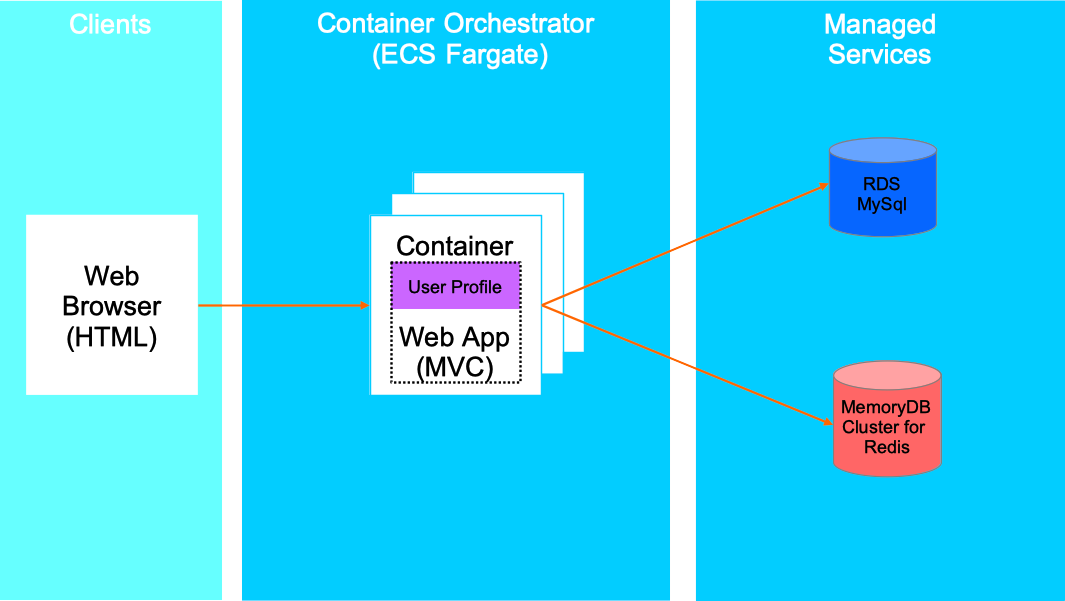 Clients
Container Orchestrator
(ECS Fargate)
Managed
Services
Web
Browser
(HTML)
Container
User Profile
Web App
(MVC)
RDS
MySql
MemoryDB
Cluster for
Redis